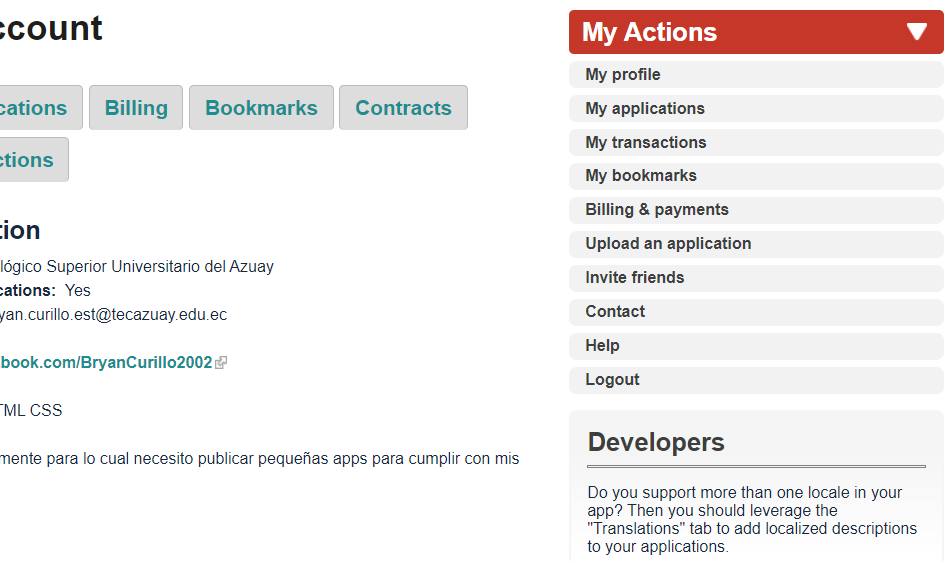 ccount
cations
Billing
Bookmarks
Contracts
ctions
tion
lógico Superior Universitario del Azuay
cations: Yes
yan.curillo.est@tecazuay.edu.ec
book.com/BryanCurillo2002
TML CSS
mente para lo cual necesito publicar pequeñas apps para cumplir con mis
My Actions
My profile
My applications
My transactions
My bookmarks
Billing & payments
Upload an application
Invite friends
Contact
Help
Logout
Developers
Do you support more than one locale in your
app? Then you should leverage the
"Translations" tab to add localized descriptions
to your applications.